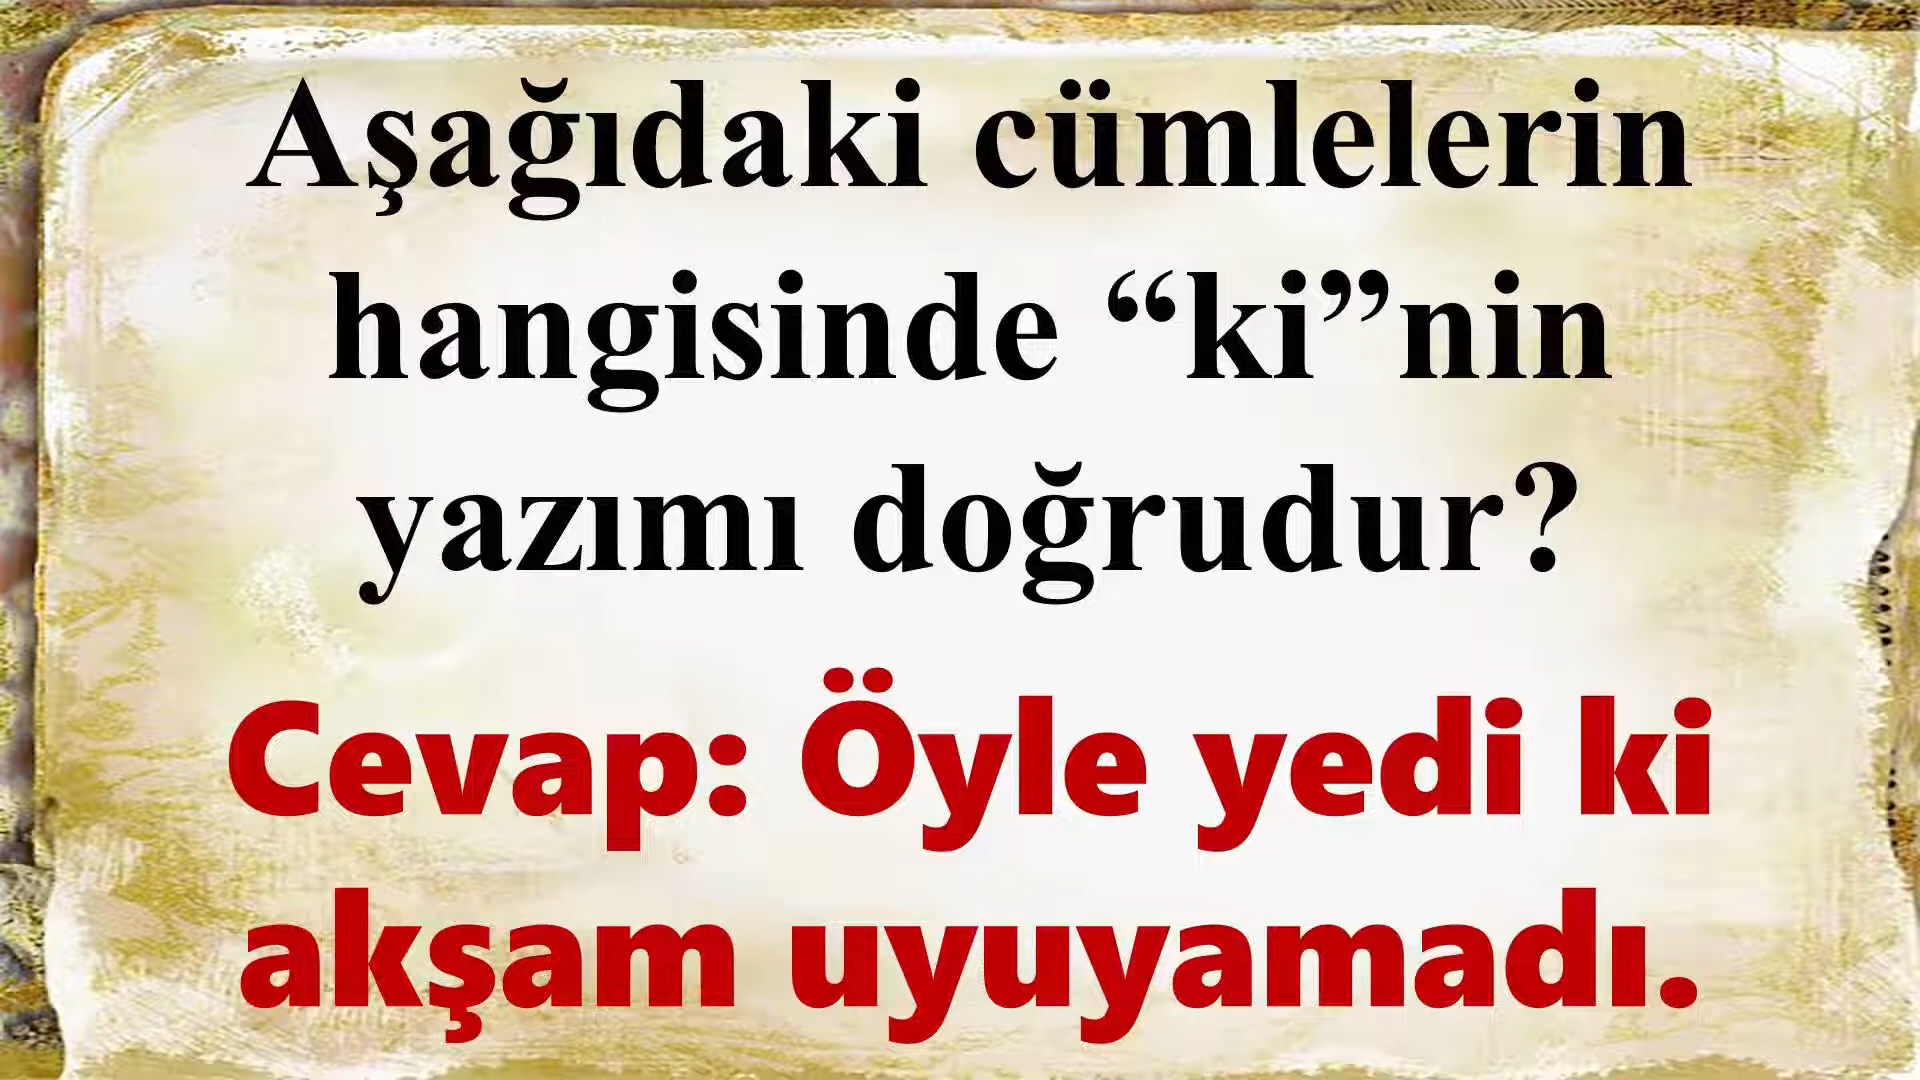 Aşağıdaki cümlelerin
hangisinde “ki”nin
yazımı doğrudur?
Cevap: Öyle yedi ki
akşam uyuyamadı.